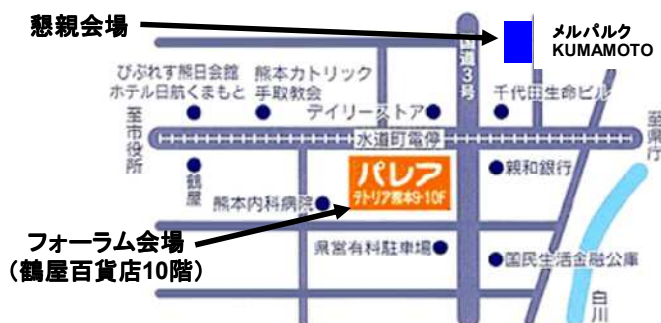 懇親会場
国道3号
メルパルク
KUMAMOTO
びぷれす熊日会館
ホテル日航くまもと
熊本カトリック
手取教会
デイリーストア
千代田生命ビル
至市役所
水道町電停
至県庁
鶴屋
パレア
テトリア熊本9・10F
親和銀行
熊本内科病院
フォーラム会場
（鶴屋百貨店10階）
県営有料駐車場
国民生活金融公庫
白川